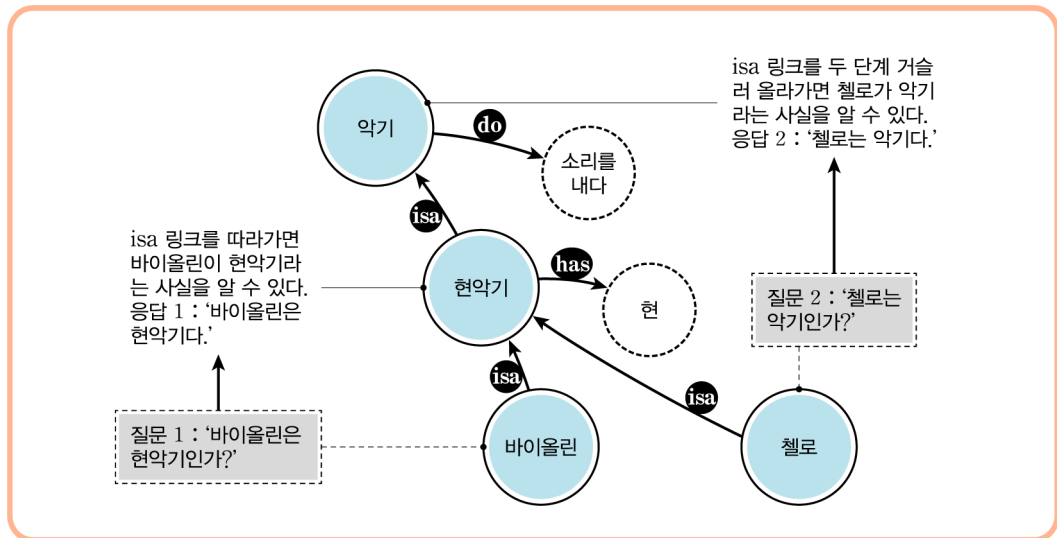 isa 링크를 두 단계 거슬
러 올라가면 첼로가 악기
라는 사실을 알 수 있다.
응답 2 : ‘첼로는 악기다.’
악기
do
소리를
내다
isa
isa 링크를 따라가면
바이올린이 현악기라
는 사실을 알 수 있다.
응답 1 : ‘바이올린은
현악기다.’
현악기
has
현
질문 2 : ‘첼로는
악기인가?’
isa
isa
질문 1 : ‘바이올린은
현악기인가?’
바이올린
첼로